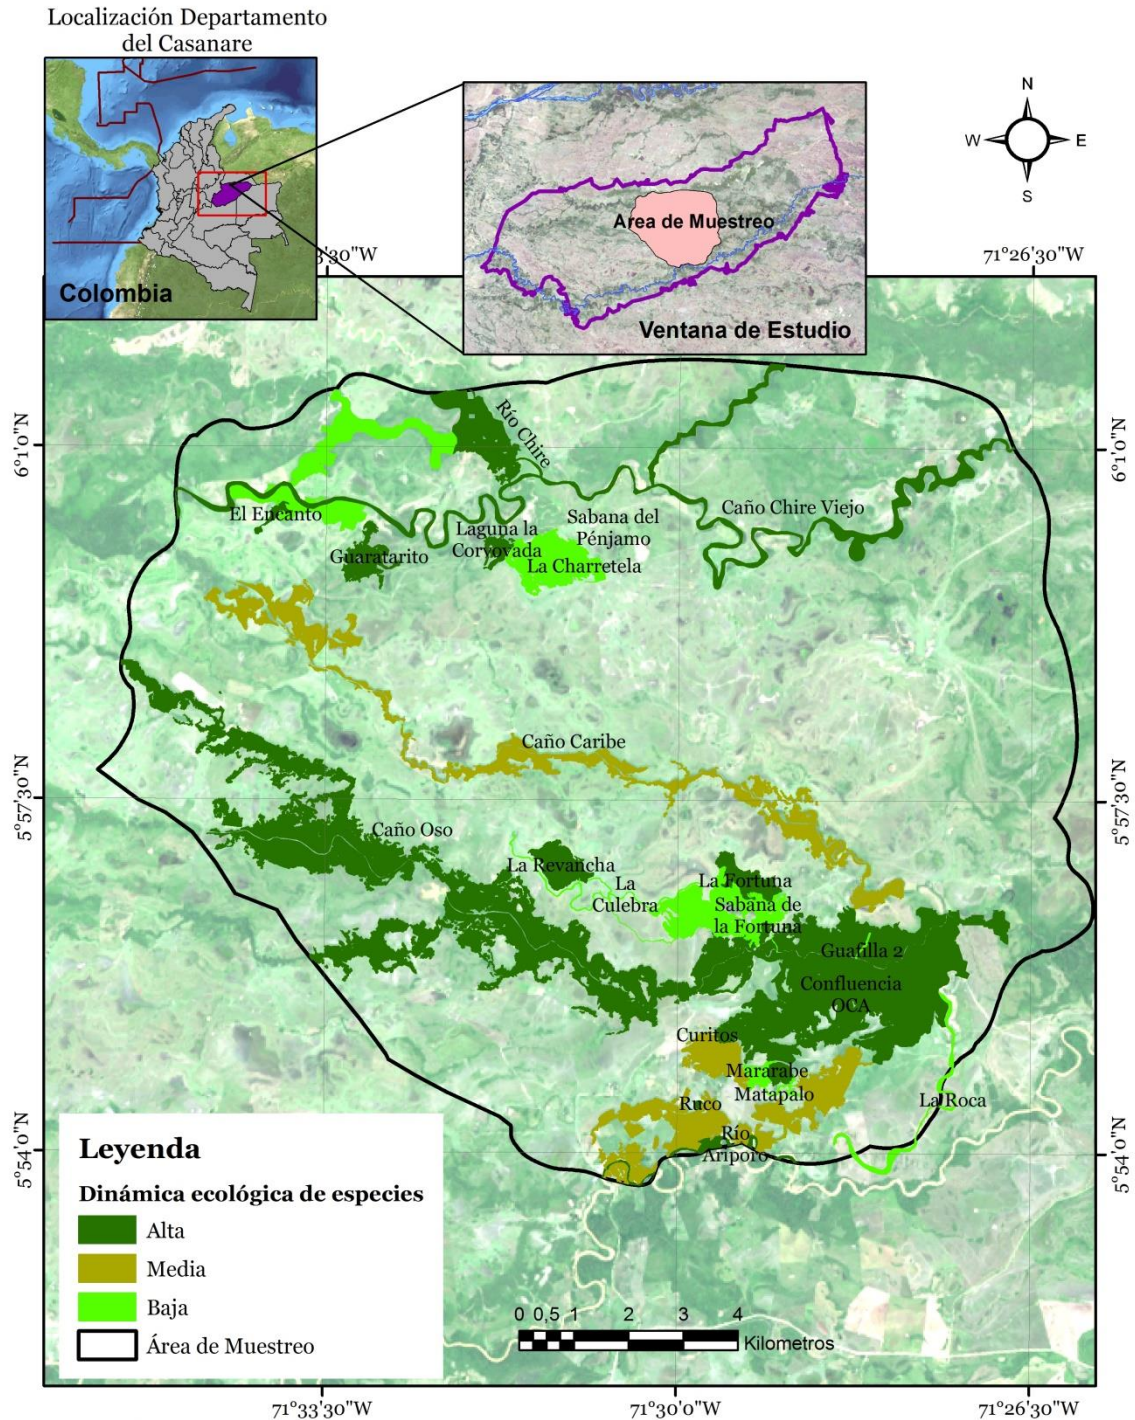 Localización Departamento
del Casanare
Colombia
Area de Muestreo
Ventana de Estudio
N
W
E
S
3'30"W
71°26'30"W
6°1'0"N
6°1'0"N
Río Chire
El Encanto
Guaratarito
Laguna la
Corvovada
La Charretela
Sabana del
Pénjamo
Caño Chire Viejo
Caño Caribe
5°57'30"N
5°57'30"N
Caño Oso
La Revancha
La
Culebra
La Fortuna
Sabana de
la Fortuna
Guafilla 2
Confluencia
OCA
Curitos
Mararabe
Matapalo
Ruco
Río
Ariporo
La Roca
5°54'0"N
5°54'0"N
Leyenda
Dinámica ecológica de especies
Alta
Media
Baja
Área de Muestreo
0 0,5 1 2 3 4
Kilometros
71°33'30"W
71°30'0"W
71°26'30"W